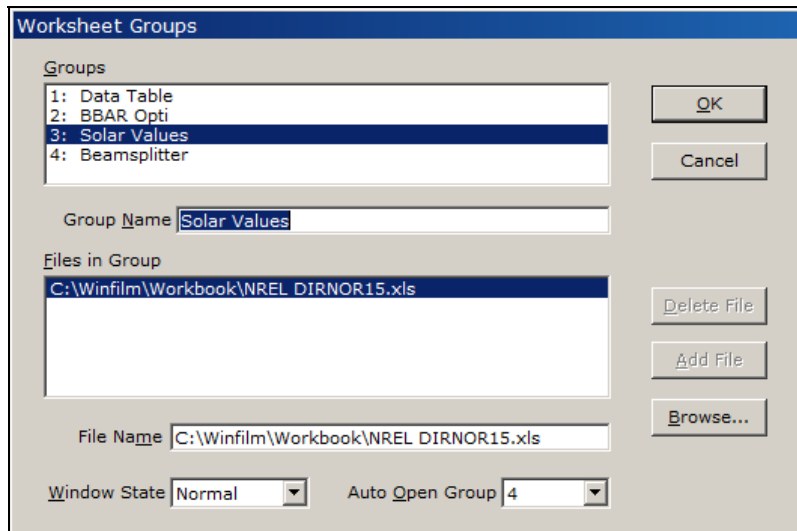 Worksheet Groups
Groups
1: Data Table
2: BBAR Opti
3: Solar Values
4: Beamsplitter
OK
Cancel
Group Name Solar Values
Files in Group
C:\Winfilm\Workbook\NREL DIRNOR15.xls
Delete File
Add File
Browse...
File Name C:\Winfilm\Workbook\NREL DIRNOR15.xls
Window State Normal Auto Open Group 4